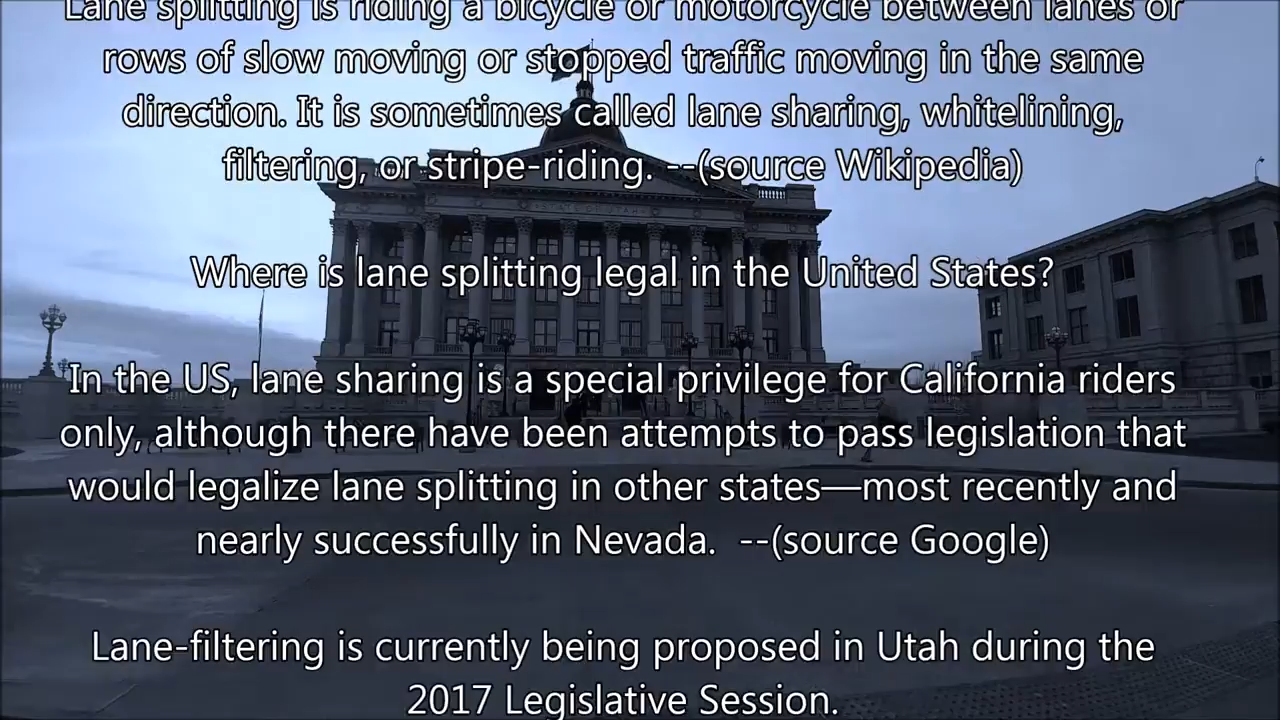 Lane splitting is riding a bicycle or motorcycle between lanes or
rows of slow moving or stopped traffic moving in the same
direction. It is sometimes called lane sharing, whitelining,
filtering, or stripe-riding. --(source Wikipedia)
Where is lane splitting legal in the United States?
In the US, lane sharing is a special privilege for California riders
only, although there have been attempts to pass legislation that
would legalize lane splitting in other states—most recently and
nearly successfully in Nevada. --(source Google)
Lane-filtering is currently being proposed in Utah during the
2017 Legislative Session.